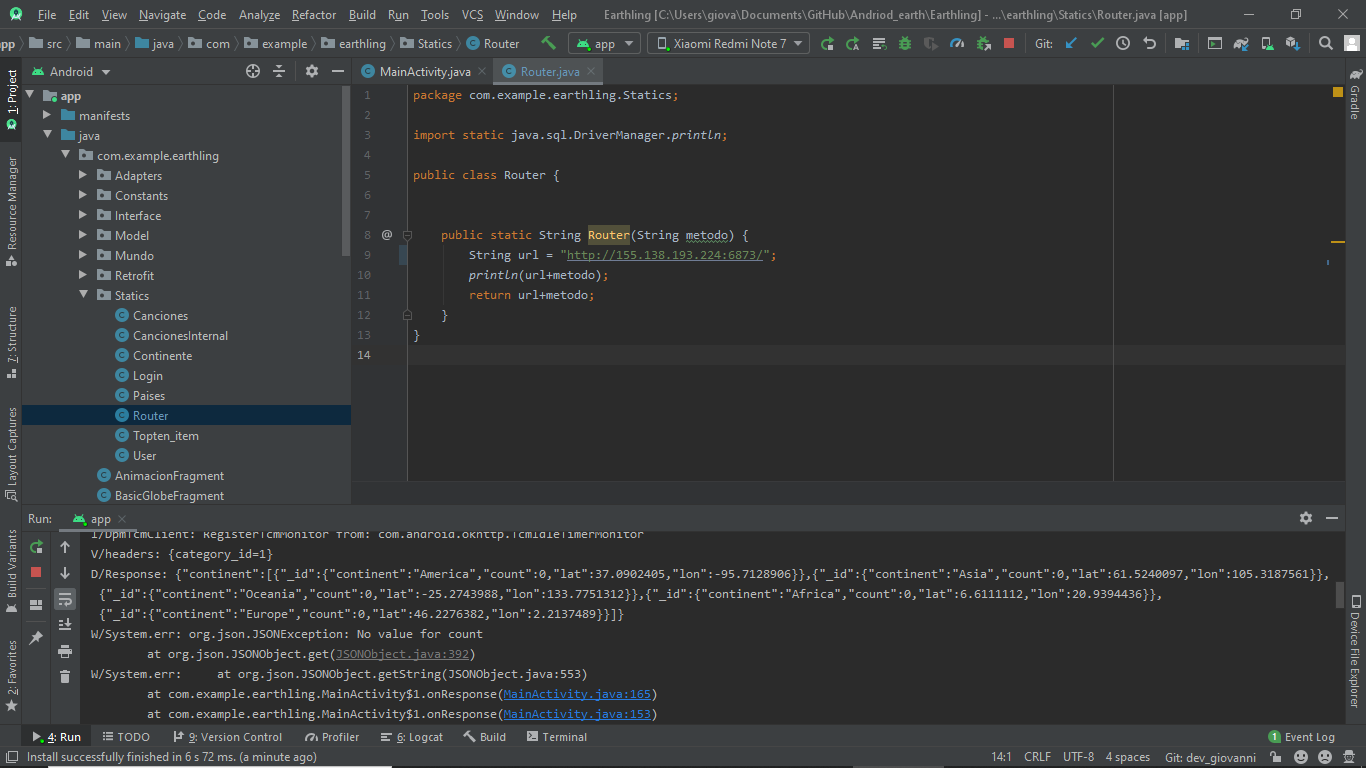 File Edit View Navigate Code Analyze Refactor Build Run Tools VCS Window Help Earthling [C:\Users\giova\Documents\GitHub\Andriod_earth\Earthling] - ...\earthling\Statics\Router.java [app]
app src main java com example earthling Statics Router app Xiaomi Redmi Note 7 Git:
Android MainActivity.java Router.java
1: Project
Resource Manager
7: Structure
Layout Captures
Build Variants
2: Favorites
app
manifests
java
com.example.earthling
Adapters
Constants
Interface
Model
Mundo
Retrofit
Statics
Canciones
CancionesInternal
Continente
Login
Paises
Router
Topten_item
User
AnimacionFragment
BasicGlobeFragment
1 package com.example.earthling.Statics;
2
3 import static java.sql.DriverManager.println;
4
5 public class Router {
6
7
8 @ public static String Router(String metodo) {
9 String url = "http://155.138.193.224:6873/";
10 println(url+metodo);
11 return url+metodo;
12 }
13 }
14
Gradle
Device File Explorer
Run: app
I/DpmTcmClient: RegisterTcmMonitor from: com.android.okhttp.TcmIdleTimerMonitor
V/headers: {category_id=1}
D/Response: {"continent":[{"_id":{"continent":"America","count":0,"lat":37.0902405,"lon":-95.7128906}},{"_id":{"continent":"Asia","count":0,"lat":61.5240097,"lon":105.3187561}},
{"_id":{"continent":"Oceania","count":0,"lat":-25.2743988,"lon":133.7751312}},{"_id":{"continent":"Africa","count":0,"lat":6.6111112,"lon":20.9394436}},
{"_id":{"continent":"Europe","count":0,"lat":46.2276382,"lon":2.2137489}}]}
W/System.err: org.json.JSONException: No value for count
at org.json.JSONObject.get(JSONObject.java:392)
W/System.err: at org.json.JSONObject.getString(JSONObject.java:553)
at com.example.earthling.MainActivity$1.onResponse(MainActivity.java:165)
at com.example.earthling.MainActivity$1.onResponse(MainActivity.java:153)
4: Run TODO 9: Version Control Profiler 6: Logcat Build Terminal 1 Event Log
Install successfully finished in 6 s 72 ms. (a minute ago) 14:1 CRLF UTF-8 4 spaces Git: dev_giovanni